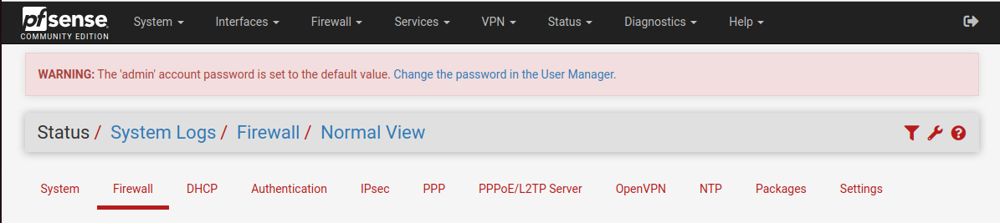 pfsense
COMMUNITY EDITION
System Interfaces Firewall Services VPN Status Diagnostics Help
WARNING: The 'admin' account password is set to the default value. Change the password in the User Manager.
Status / System Logs / Firewall / Normal View
System Firewall DHCP Authentication IPsec PPP PPPoE/L2TP Server OpenVPN NTP Packages Settings